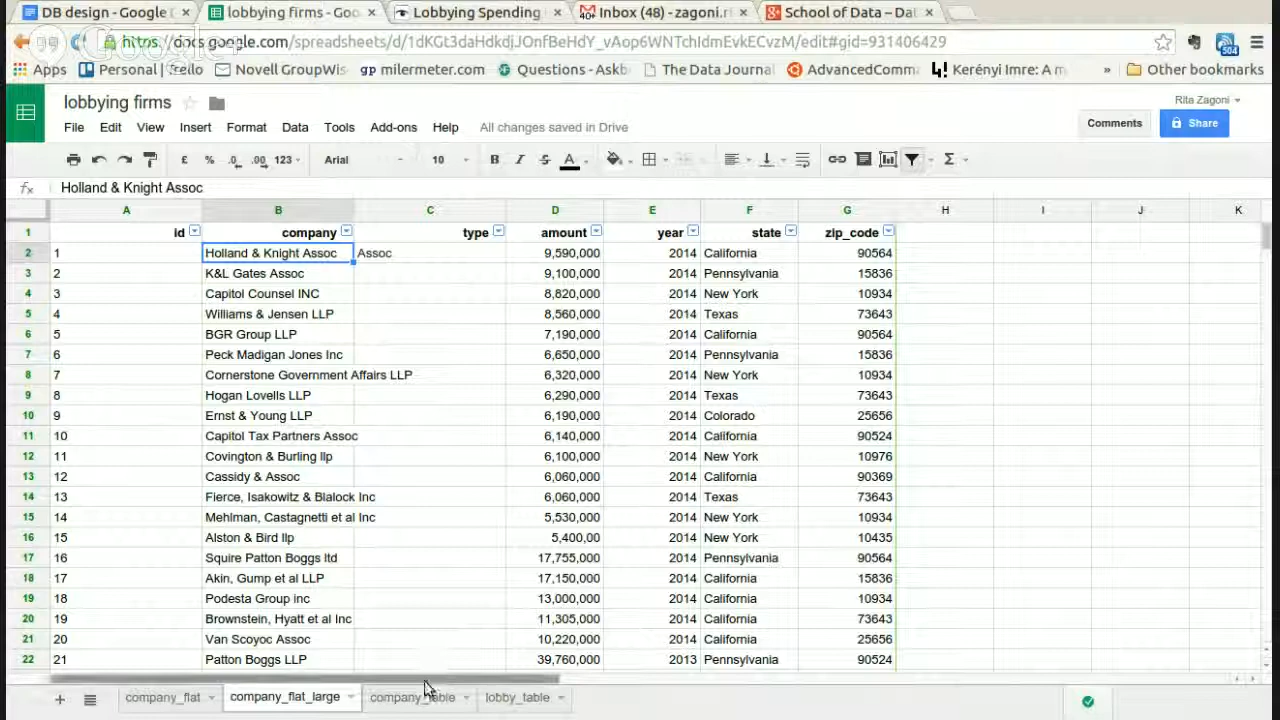 DB design - Google D × lobbying firms - Goo × Lobbying Spending × Inbox (48) - zagoni.ri × School of Data – Dat ×
https://docs.google.com/spreadsheets/d/1dKGt3daHdkdjJOnfBeHdY_vAop6WNTchIdmEvkECvzM/edit#gid=931406429 504
Apps Personal | Trello Novell GroupWis gp milermeter.com Questions - Askb The Data Journal AdvancedComm Kerényi Imre: A m » Other bookmarks
lobbying firms
Rita Zagoni
File Edit View Insert Format Data Tools Add-ons Help All changes saved in Drive
Comments Share
£ % .0 .00 123 Arial 10 B I S A Σ
fx Holland & Knight Assoc
A B C D E F G H I J K
1 id company type amount year state zip_code
2 1 Holland & Knight Assoc Assoc 9,590,000 2014 California 90564
3 2 K&L Gates Assoc 9,100,000 2014 Pennsylvania 15836
4 3 Capitol Counsel INC 8,820,000 2014 New York 10934
5 4 Williams & Jensen LLP 8,560,000 2014 Texas 73643
6 5 BGR Group LLP 7,190,000 2014 California 90564
7 6 Peck Madigan Jones Inc 6,650,000 2014 Pennsylvania 15836
8 7 Cornerstone Government Affairs LLP 6,320,000 2014 New York 10934
9 8 Hogan Lovells LLP 6,290,000 2014 Texas 73643
10 9 Ernst & Young LLP 6,190,000 2014 Colorado 25656
11 10 Capitol Tax Partners Assoc 6,140,000 2014 California 90524
12 11 Covington & Burling llp 6,100,000 2014 New York 10976
13 12 Cassidy & Assoc 6,060,000 2014 California 90369
14 13 Fierce, Isakowitz & Blalock Inc 6,060,000 2014 Texas 73643
15 14 Mehlman, Castagnetti et al Inc 5,530,000 2014 New York 10934
16 15 Alston & Bird llp 5,400,00 2014 New York 10435
17 16 Squire Patton Boggs ltd 17,755,000 2014 Pennsylvania 90564
18 17 Akin, Gump et al LLP 17,150,000 2014 California 15836
19 18 Podesta Group inc 13,000,000 2014 California 10934
20 19 Brownstein, Hyatt et al Inc 11,305,000 2014 California 73643
21 20 Van Scoyoc Assoc 10,220,000 2014 California 25656
22 21 Patton Boggs LLP 39,760,000 2013 Pennsylvania 90524
+ company_flat company_flat_large company_table lobby_table